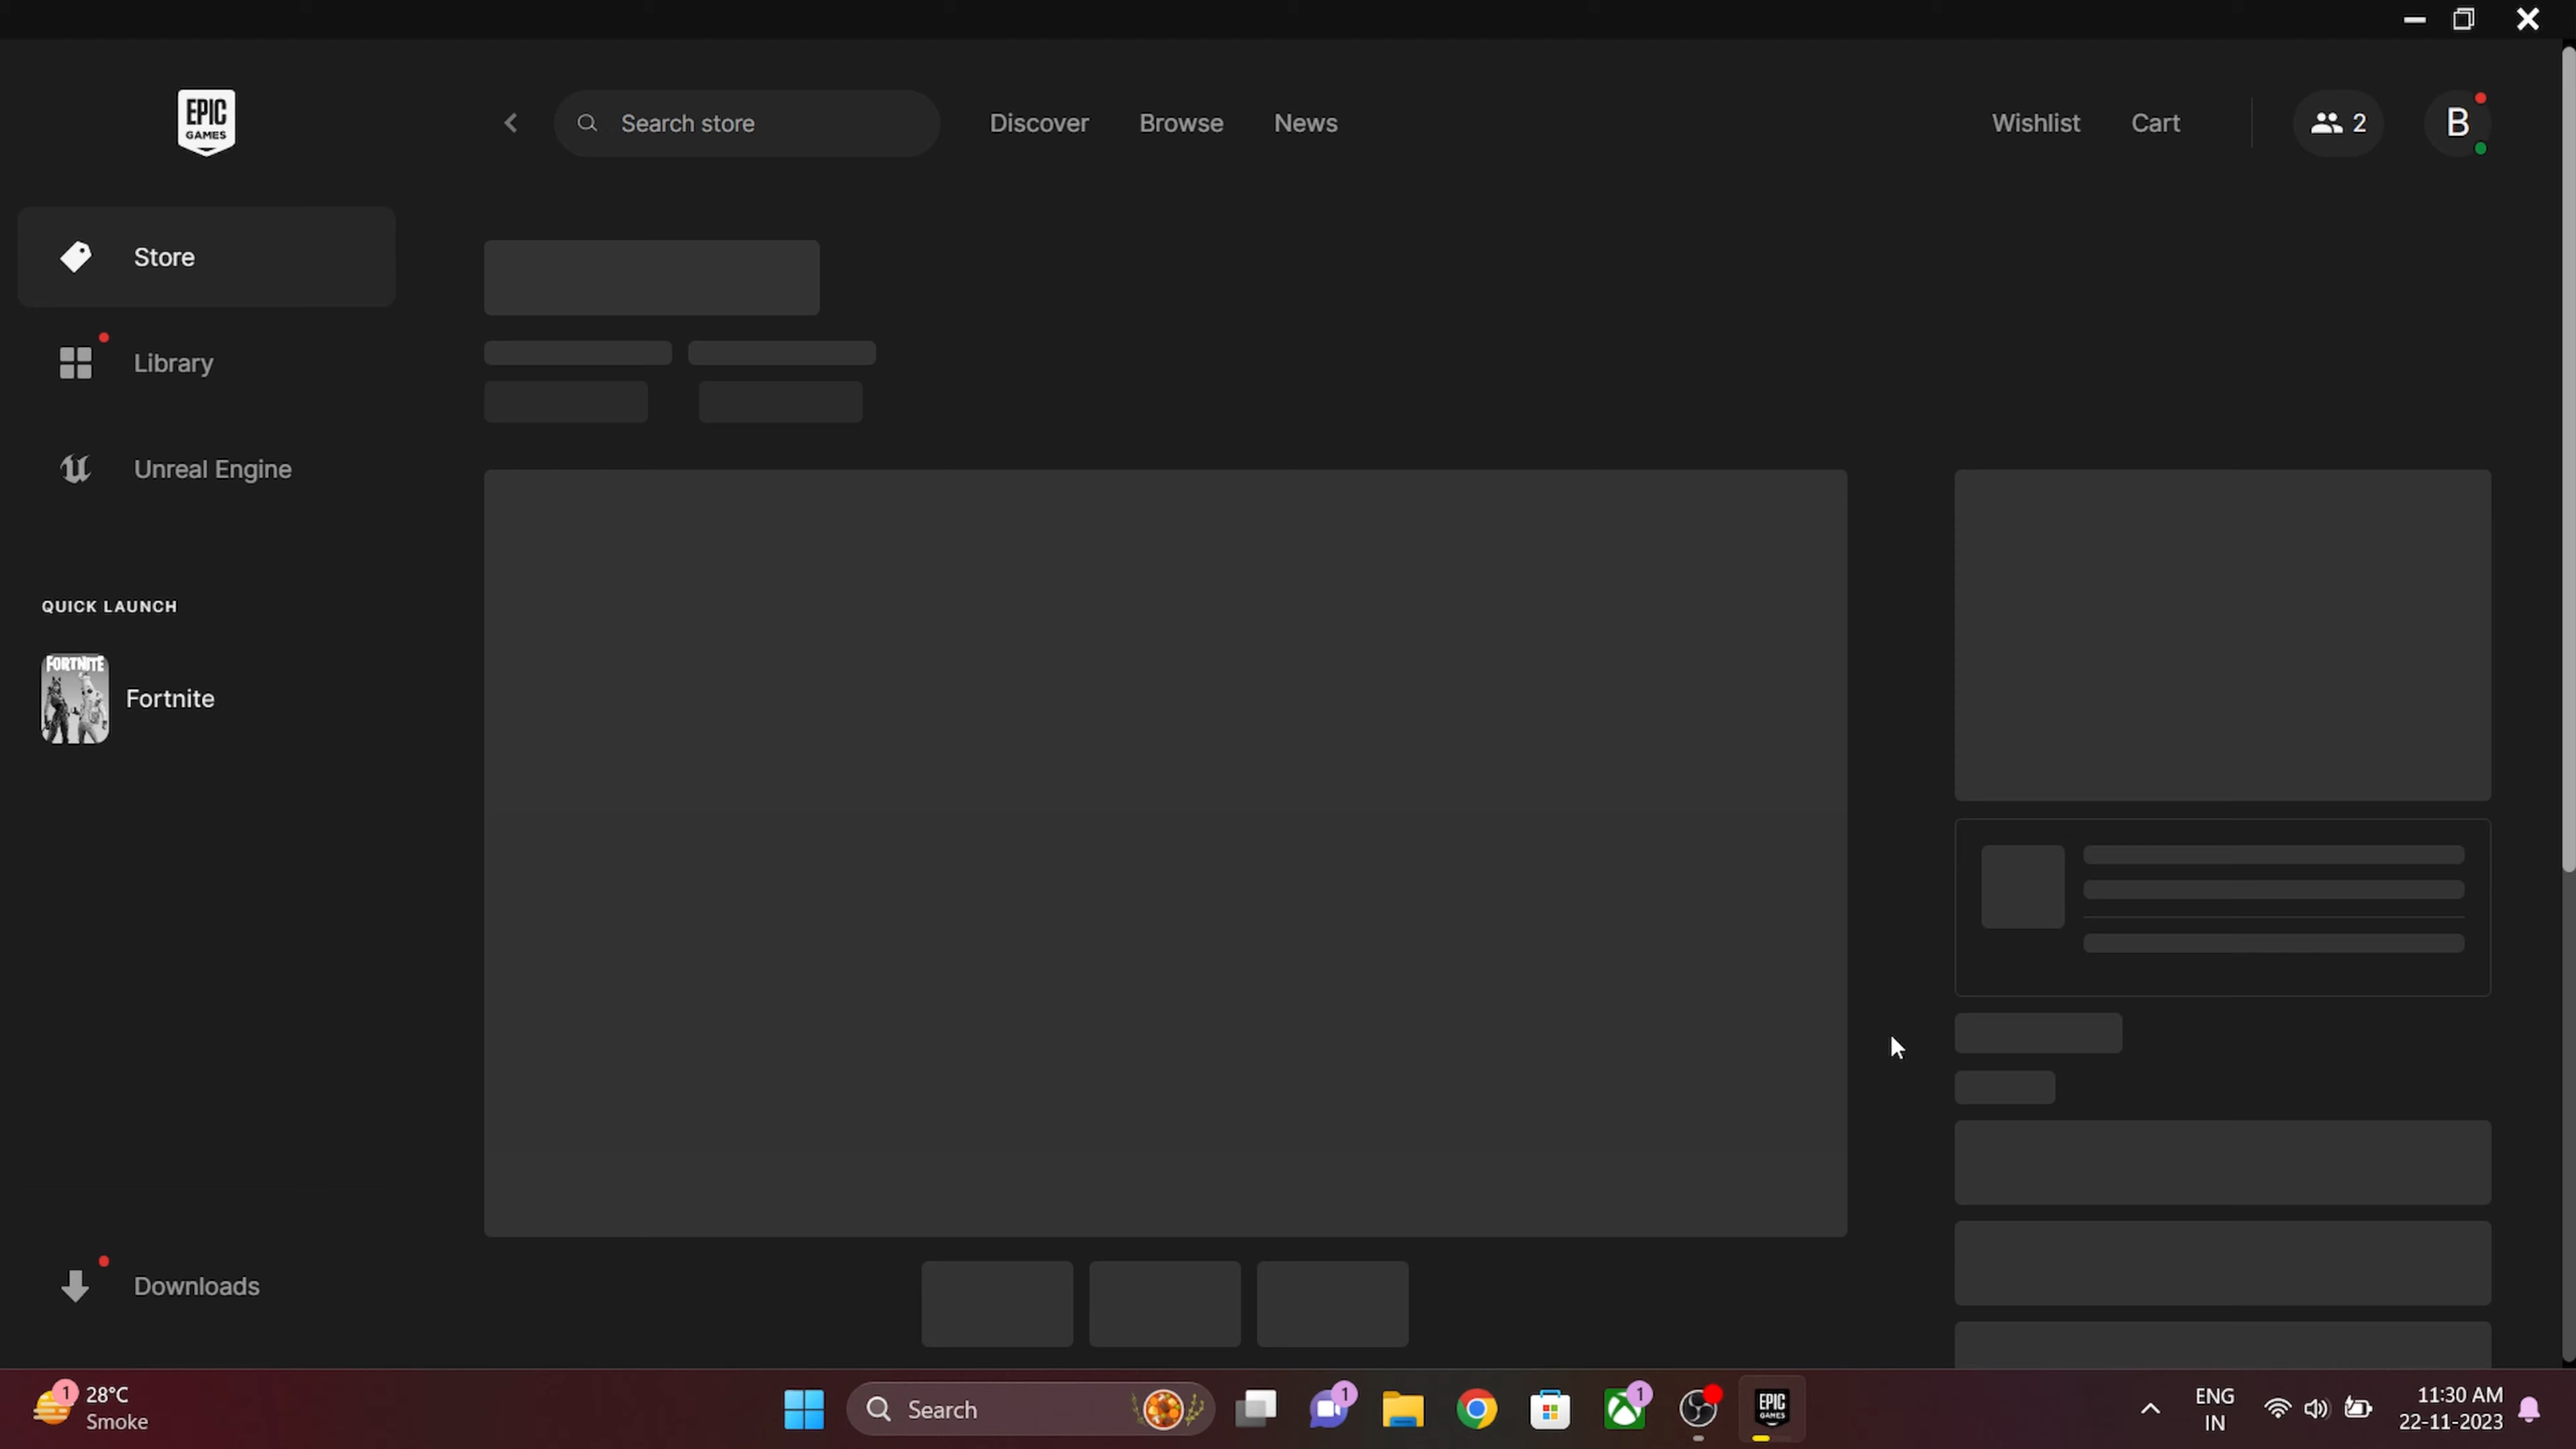 EPIC
GAMES
Search store
Discover
Browse
News
Wishlist
Cart
2
B
Store
Library
Unreal Engine
QUICK LAUNCH
FORTNITE
Fortnite
Downloads
1
28°C
Smoke
Search
1
1
EPIC
GAMES
ENG
IN
11:30 AM
22-11-2023